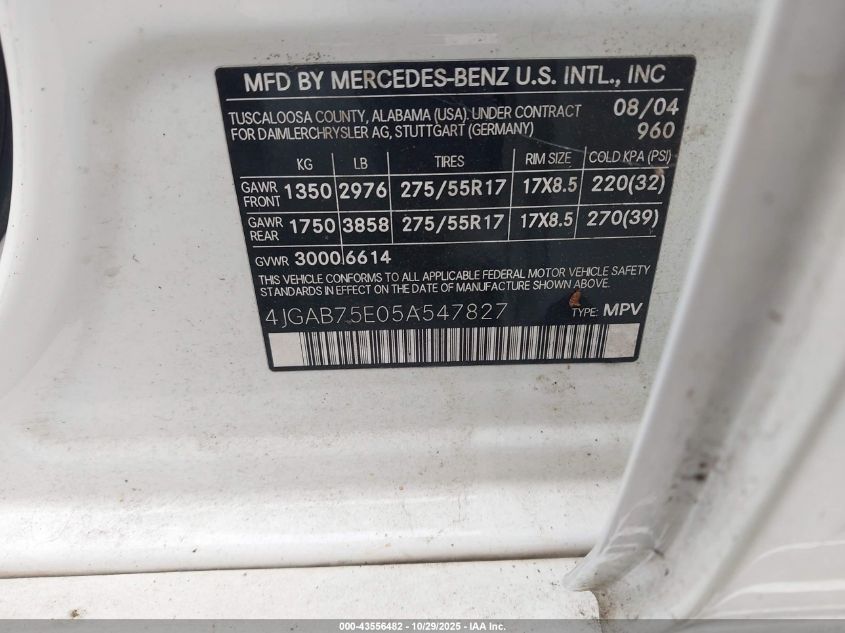 MFD BY MERCEDES-BENZ U.S. INTL., INC
TUSCALOOSA COUNTY, ALABAMA (USA). UNDER CONTRACT 08/04
FOR DAIMLERCHRYSLER AG, STUTTGART (GERMANY) 960
KG LB TIRES RIM SIZE COLD KPA (PSI)
GAWR FRONT 1350 2976 275/55R17 17X8.5 220(32)
GAWR REAR 1750 3858 275/55R17 17X8.5 270(39)
GVWR 3000 6614
THIS VEHICLE CONFORMS TO ALL APPLICABLE FEDERAL MOTOR VEHICLE SAFETY
STANDARDS IN EFFECT ON THE DATE OF MANUFACTURE SHOWN ABOVE.
4JGAB75E05A547827 TYPE: MPV
000-43556482 - 10/29/2025 - IAA Inc.